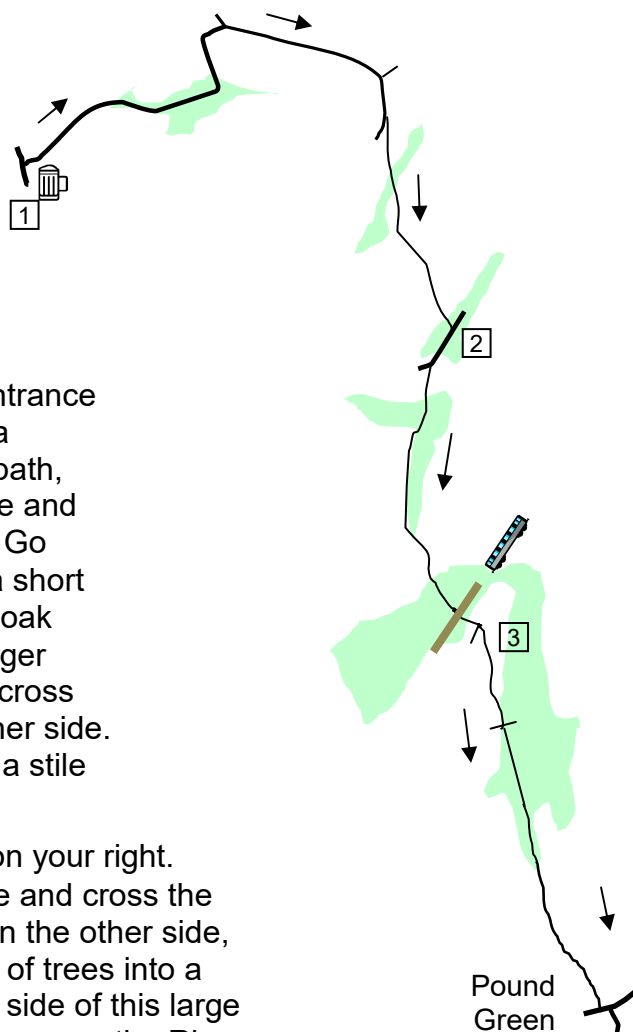 1
2
ntrance
a
path,
e and
Go
a short
oak
ger
cross
her side.
a stile
3
on your right.
e and cross the
n the other side,
of trees into a
side of this large
Pound
Green